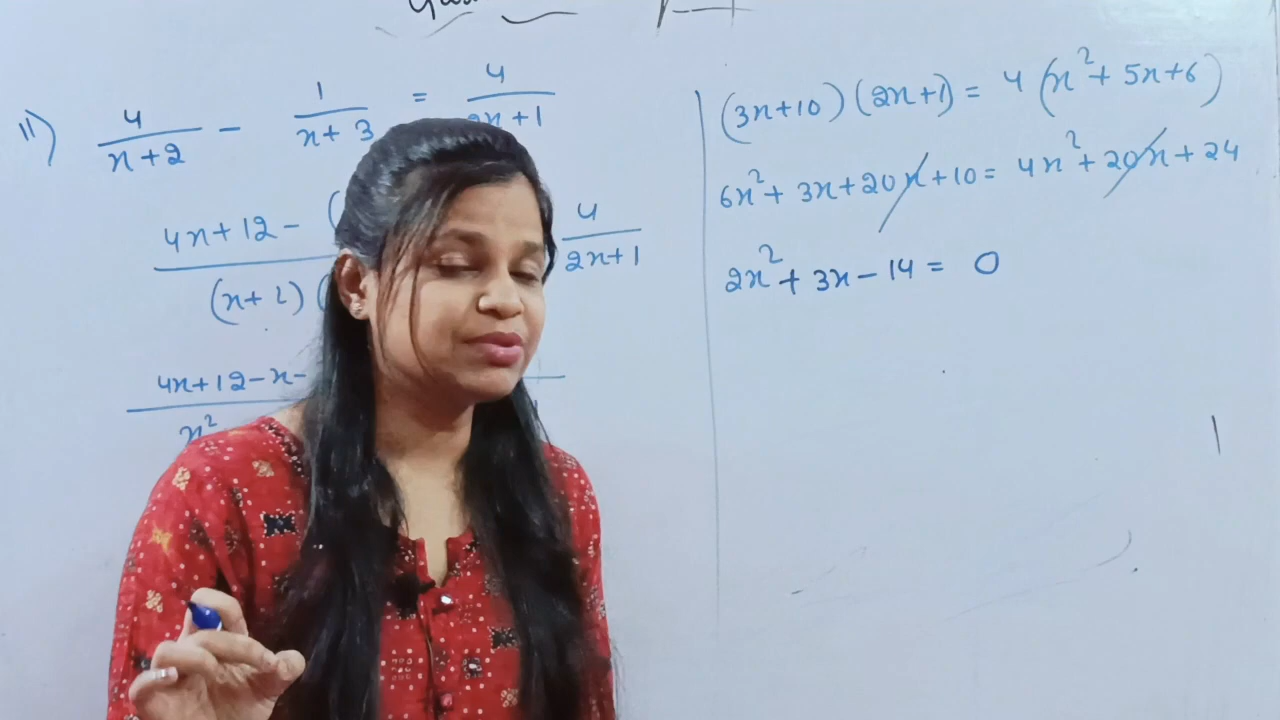 11) 4/(x+2) - 1/(x+3) = 4/(2x+1)
4x+12-( 4/(2x+1)
(x+2)(
4x+12-x-
x²
(3x+10)(2x+1) = 4(x²+5x+6)
6x²+3x+20x+10 = 4x²+20x+24
2x²+3x-14 = 0